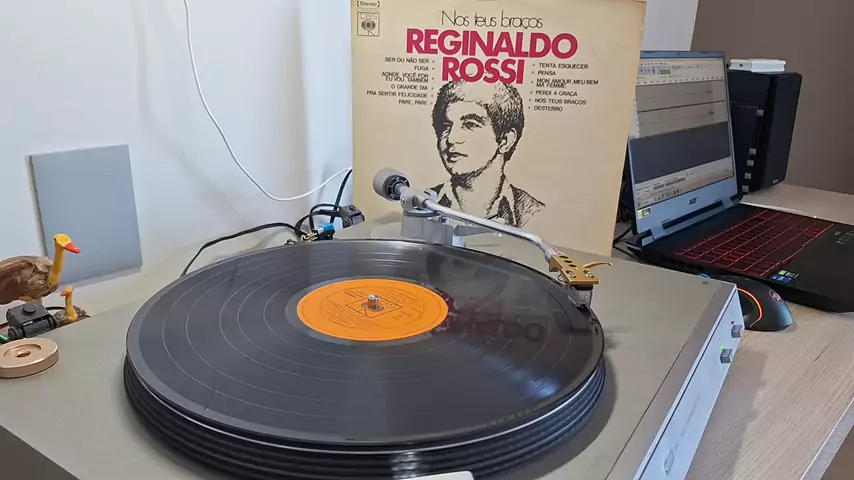 Stereo
CBS
Nos teus braços
REGINALDO
ROSSI
SER OU NÃO SER
FUGA
AONDE VOCÊ FOR
EU VOU TAMBÉM
O GRANDE DIA
PRA SENTIR FELICIDADE
PARE, PARE
TENTA ESQUECER
PENSA
MON AMOUR, MEU BEM
MA FEMME
PERDI A GRAÇA
NOS TEUS BRAÇOS
DESTERRO
acer